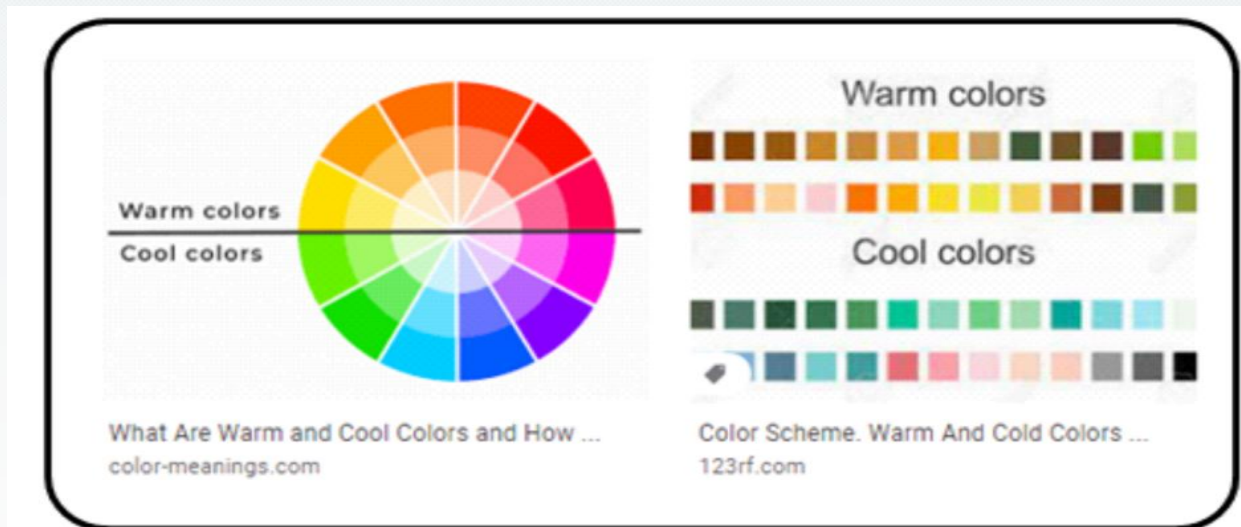 Warm colors
Cool colors
What Are Warm and Cool Colors and How ...
color-meanings.com
Warm colors
Cool colors
Color Scheme. Warm And Cold Colors ...
123rf.com